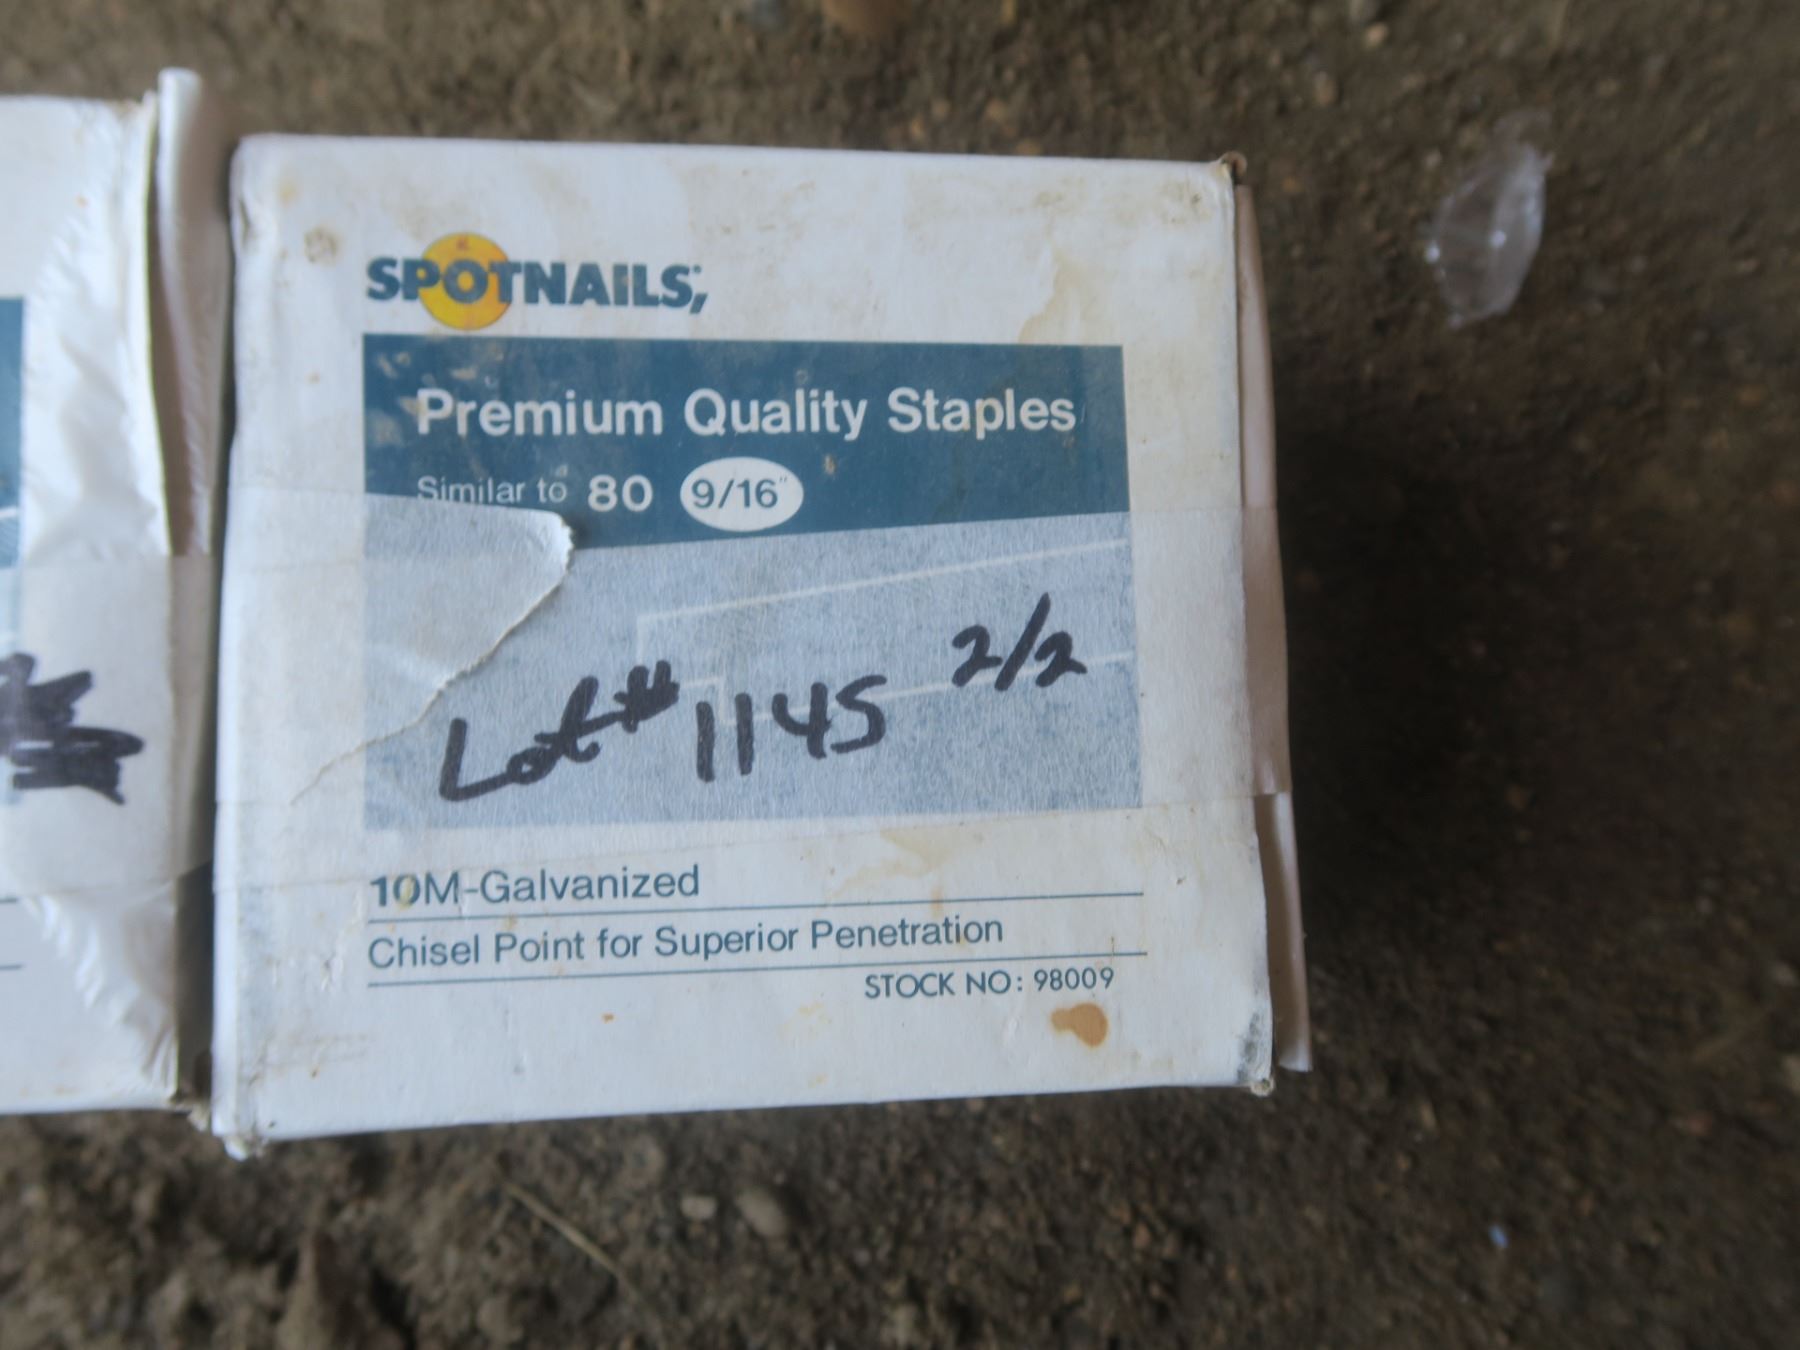 SPOTNAILS;
Premium Quality Staples
Similar to 80 9/16"
Lot# 1145 2/2
10M-Galvanized
Chisel Point for Superior Penetration
STOCK NO: 98009